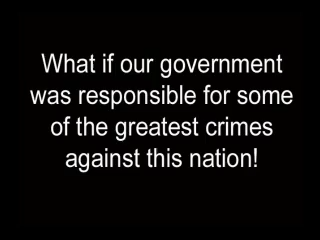 What if our government
was responsible for some
of the greatest crimes
against this nation!